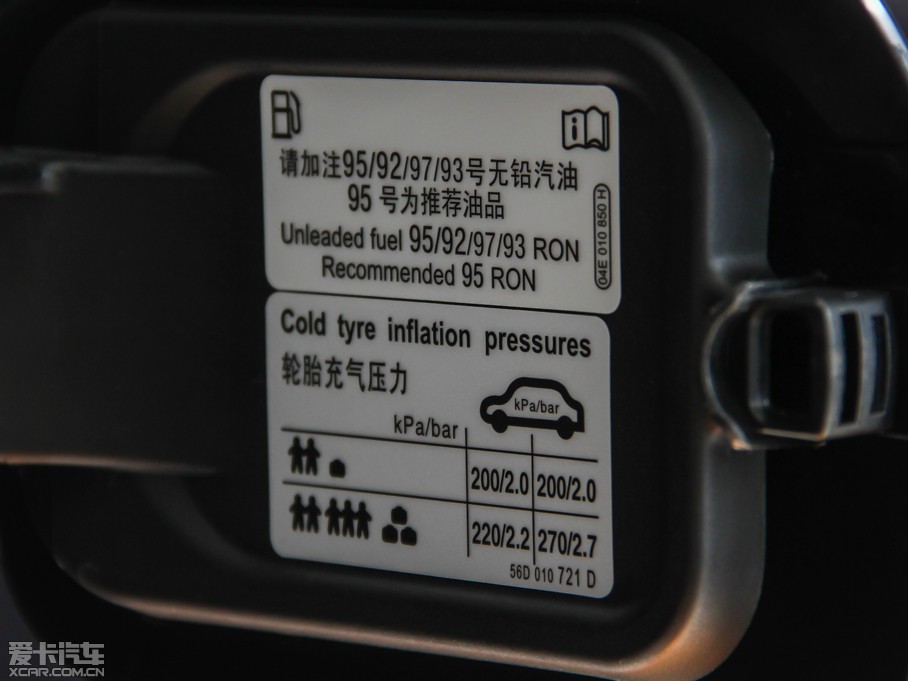 请加注95/92/97/93号无铅汽油
95 号为推荐油品
Unleaded fuel 95/92/97/93 RON
Recommended 95 RON
04E 010 850 H
Cold tyre inflation pressures
轮胎充气压力
kPa/bar
kPa/bar
200/2.0 200/2.0
220/2.2 270/2.7
56D 010 721 D
爱卡汽车
XCAR.COM.CN